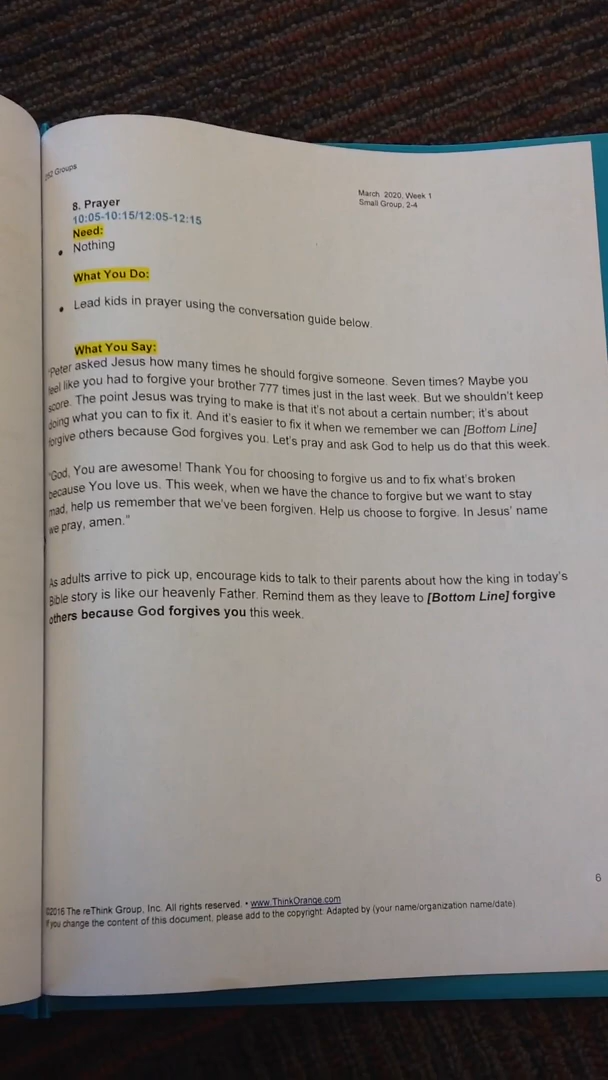 252 Groups
March 2020, Week 1
Small Group, 2-4
8. Prayer
10:05-10:15/12:05-12:15
Need:
• Nothing
What You Do:
• Lead kids in prayer using the conversation guide below.
What You Say:
“Peter asked Jesus how many times he should forgive someone. Seven times? Maybe you
feel like you had to forgive your brother 777 times just in the last week. But we shouldn’t keep
score. The point Jesus was trying to make is that it’s not about a certain number; it’s about
doing what you can to fix it. And it’s easier to fix it when we remember we can [Bottom Line]
forgive others because God forgives you. Let’s pray and ask God to help us do that this week.
“God, You are awesome! Thank You for choosing to forgive us and to fix what’s broken
because You love us. This week, when we have the chance to forgive but we want to stay
mad, help us remember that we’ve been forgiven. Help us choose to forgive. In Jesus’ name
we pray, amen.”
As adults arrive to pick up, encourage kids to talk to their parents about how the king in today’s
Bible story is like our heavenly Father. Remind them as they leave to [Bottom Line] forgive
others because God forgives you this week.
6
©2016 The reThink Group, Inc. All rights reserved. • www.ThinkOrange.com
If you change the content of this document, please add to the copyright: Adapted by (your name/organization name/date)